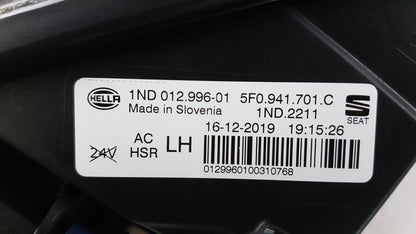 HELLA 1ND 012.996-01 5F0.941.701.C
Made in Slovenia 1ND.2211
SEAT
16-12-2019 19:15:26
24V AC LH
HSR
0129960100310768